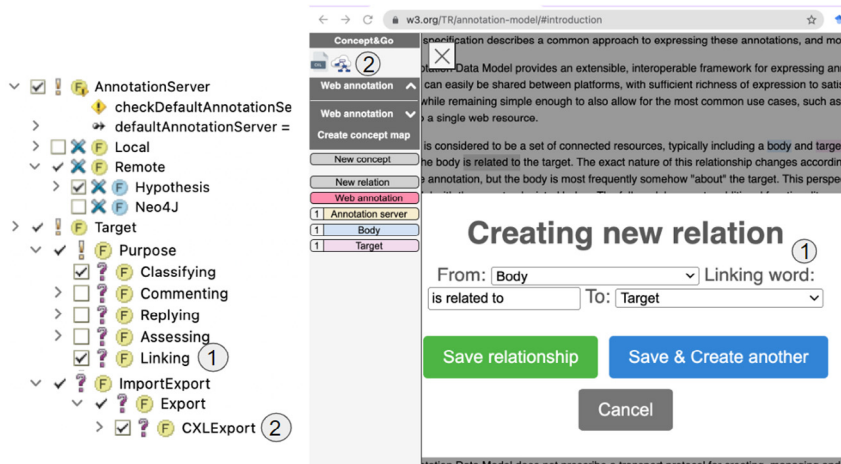 AnnotationServer
checkDefaultAnnotationSe
defaultAnnotationServer =
Local
Remote
Hypothesis
Neo4J
Target
Purpose
Classifying
Commenting
Replying
Assessing
Linking 1
ImportExport
Export
CXLExport 2
w3.org/TR/annotation-model/#introduction
Concept&Go
2
Web annotation
Web annotation
Create concept map
New concept
New relation
Web annotation
1 Annotation server
1 Body
1 Target
specification describes a common approach to expressing these annotations, and mo
Data Model provides an extensible, interoperable framework for expressing an
can easily be shared between platforms, with sufficient richness of expression to satis
while remaining simple enough to also allow for the most common use cases, such as
a single web resource.
is considered to be a set of connected resources, typically including a body and targe
he body is related to the target. The exact nature of this relationship changes accordin
annotation, but the body is most frequently somehow "about" the target. This perspe
Creating new relation
1
From: Body Linking word:
is related to To: Target
Save relationship Save & Create another
Cancel